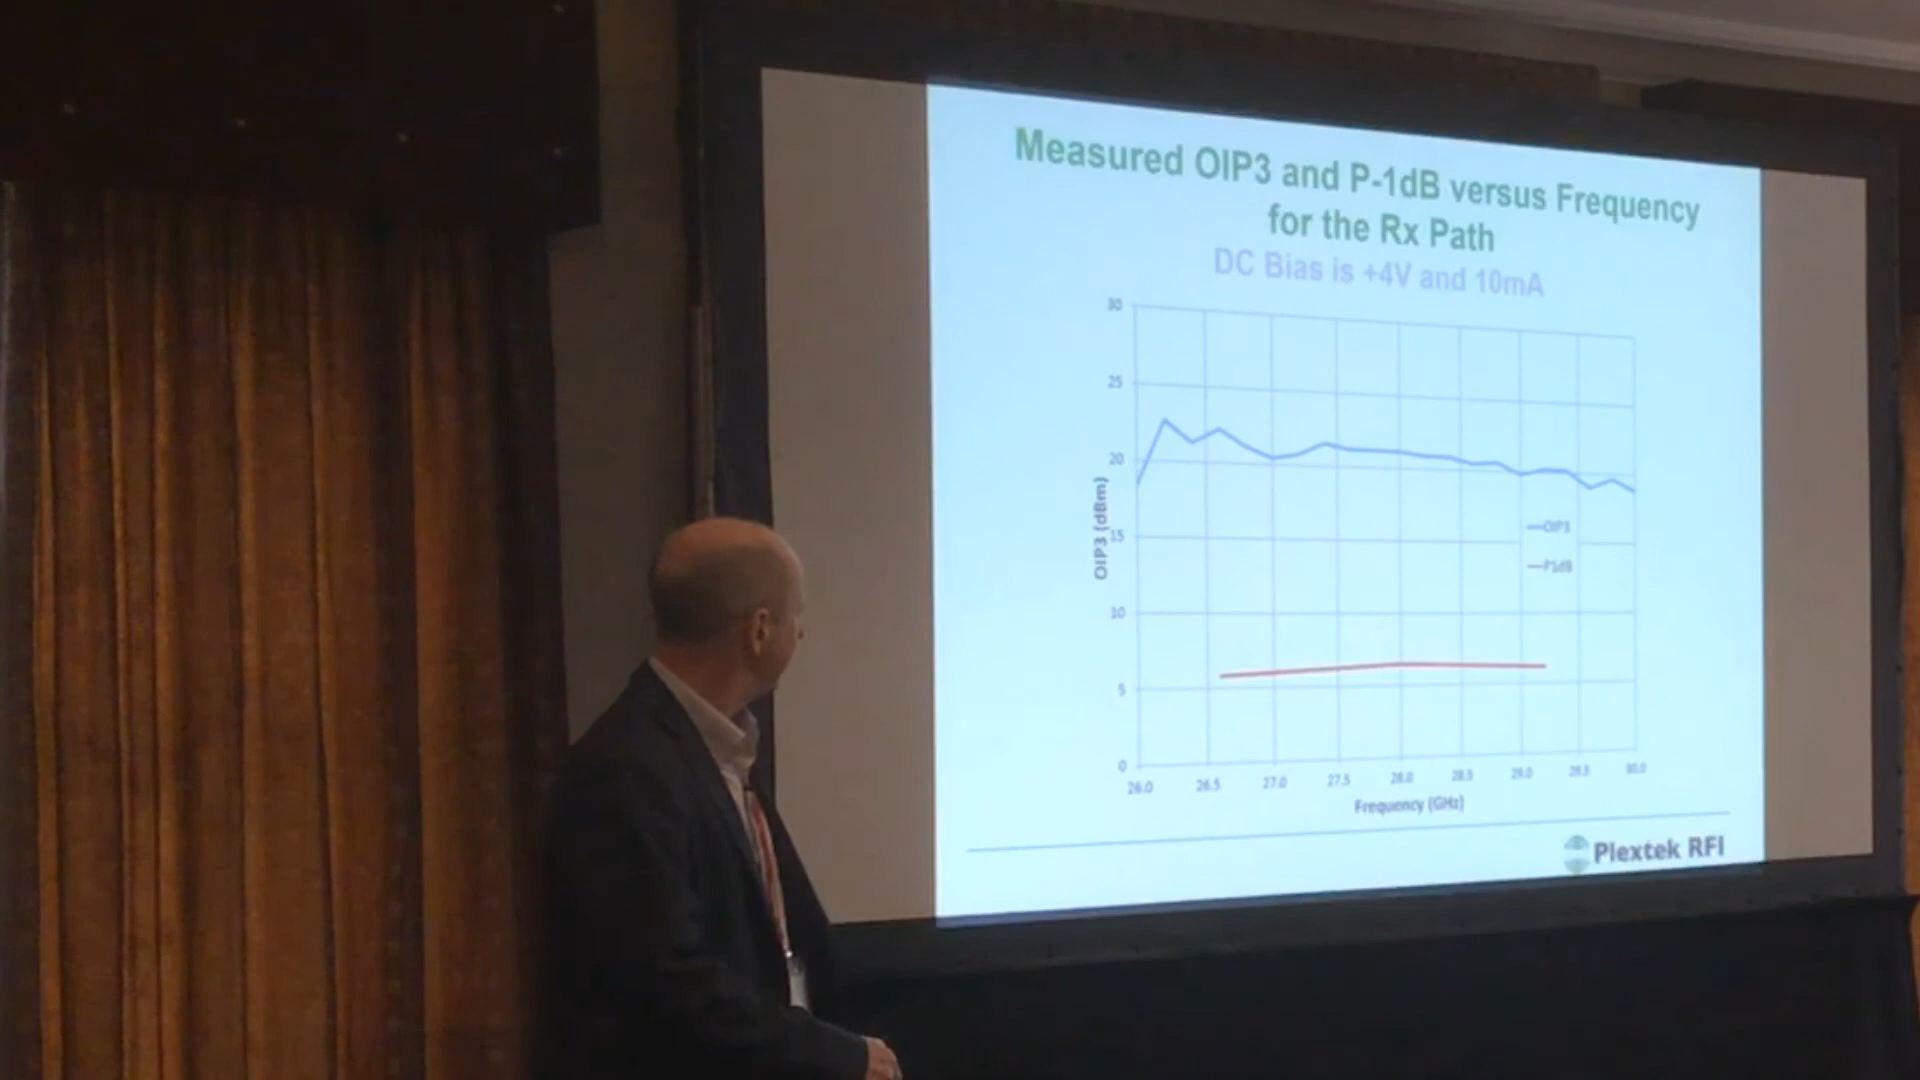 Measured OIP3 and P-1dB versus Frequency
for the Rx Path
DC Bias is +4V and 10mA
30
25
20
15
10
5
0
OIP3 (dBm)
OIP3
P1dB
26.0 26.5 27.0 27.5 28.0 28.5 29.0 29.5 30.0
Frequency (GHz)
Plextek RFI